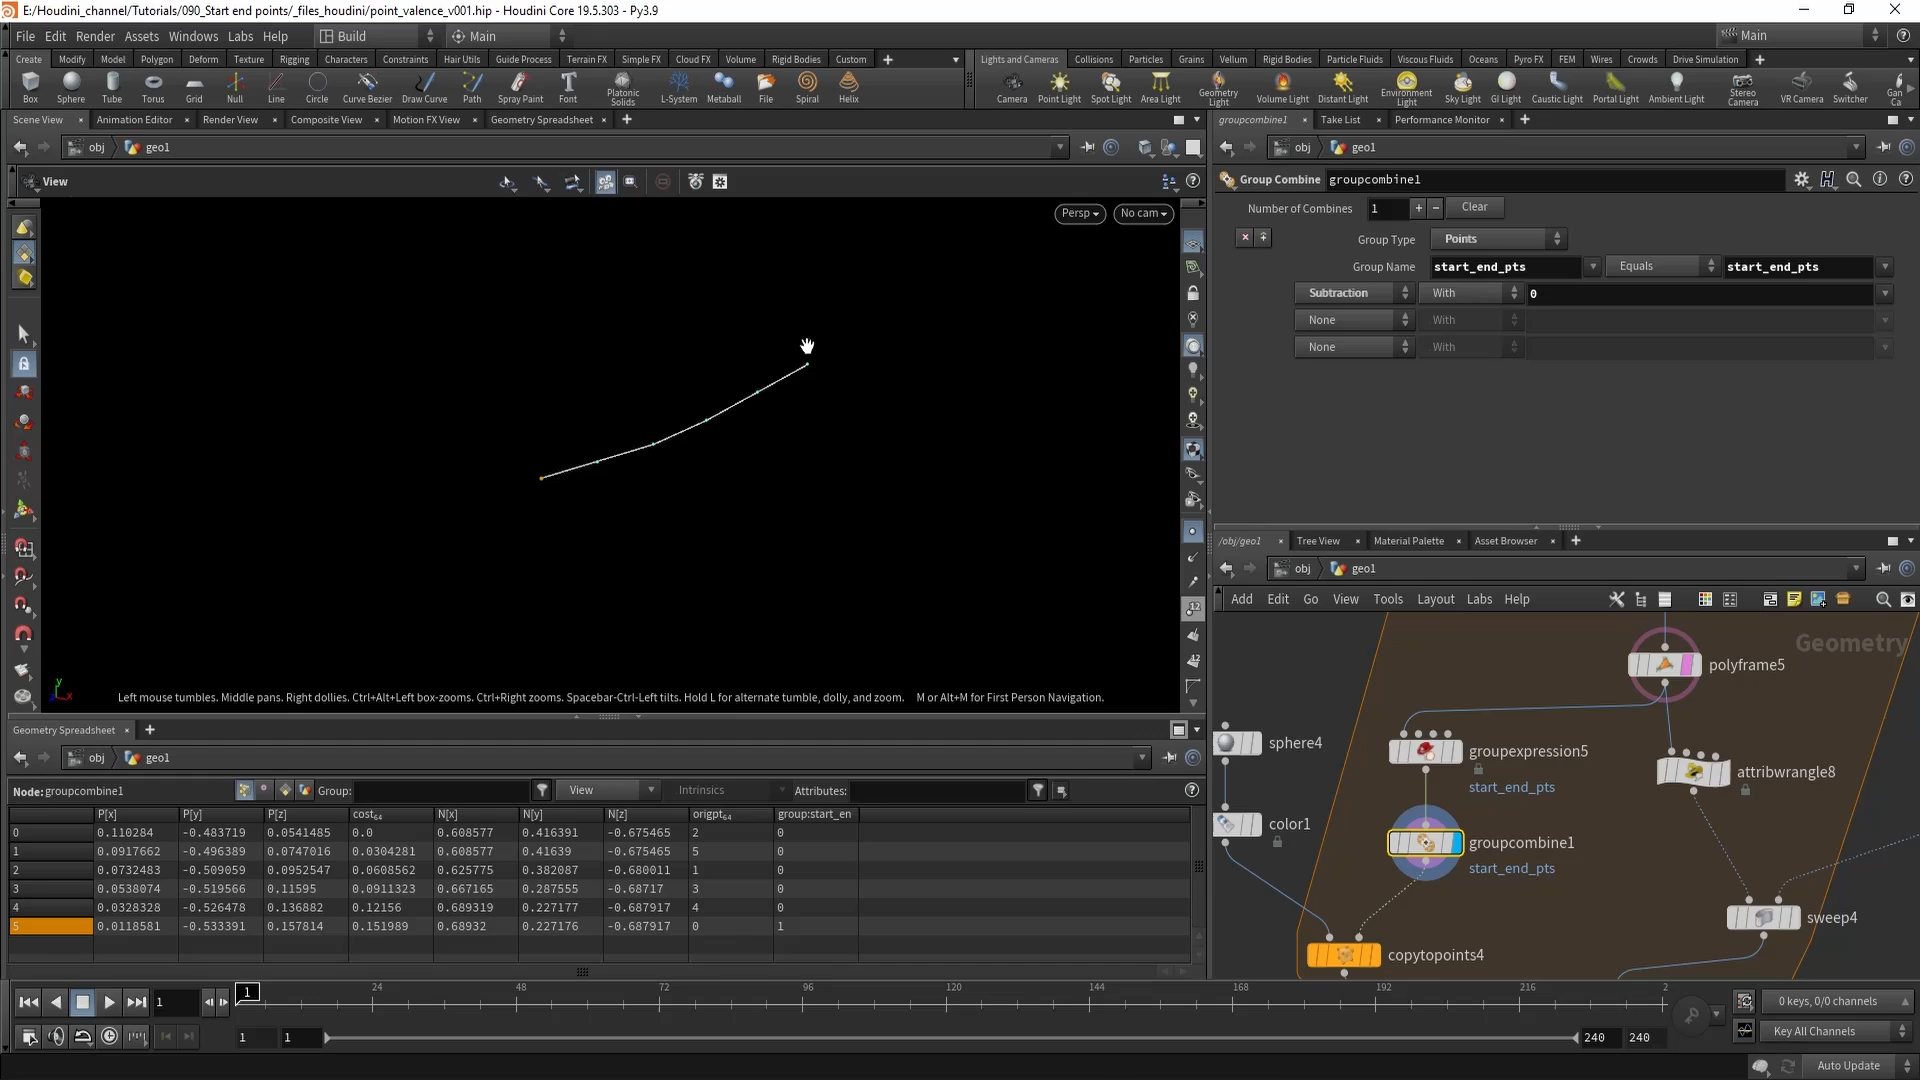 E:/Houdini_channel/Tutorials/090_Start end points/_files_houdini/point_valence_v001.hip - Houdini Core 19.5.303 - Py3.9
File Edit Render Assets Windows Labs Help Build Main Main
Create Modify Model Polygon Deform Texture Rigging Characters Constraints Hair Utils Guide Process Terrain FX Simple FX Cloud FX Volume Rigid Bodies Custom
Lights and Cameras Collisions Particles Grains Vellum Rigid Bodies Particle Fluids Viscous Fluids Oceans Pyro FX FEM Wires Crowds Drive Simulation
Box Sphere Tube Torus Grid Null Line Circle Curve Bezier Draw Curve Path Spray Paint Font Platonic Solids L-System Metaball File Spiral Helix
Camera Point Light Spot Light Area Light Geometry Light Volume Light Distant Light Environment Light Sky Light GI Light Caustic Light Portal Light Ambient Light Stereo Camera VR Camera Switcher Gan Ca
Scene View Animation Editor Render View Composite View Motion FX View Geometry Spreadsheet
groupcombine1 Take List Performance Monitor
obj geo1
obj geo1
View
Persp No cam
Group Combine groupcombine1
Number of Combines 1 Clear
Group Type Points
Group Name start_end_pts Equals start_end_pts
Subtraction With 0
None With
None With
Left mouse tumbles. Middle pans. Right dollies. Ctrl+Alt+Left box-zooms. Ctrl+Right zooms. Spacebar-Ctrl-Left tilts. Hold L for alternate tumble, dolly, and zoom. M or Alt+M for First Person Navigation.
/obj/geo1 Tree View Material Palette Asset Browser
obj geo1
Add Edit Go View Tools Layout Labs Help
Geometry
polyframe5
sphere4
groupexpression5
start_end_pts
attribwrangle8
color1
groupcombine1
start_end_pts
sweep4
copytopoints4
Geometry Spreadsheet
obj geo1
Node: groupcombine1 Group: View Intrinsics Attributes:
P[x] P[y] P[z] cost64 N[x] N[y] N[z] origpt64 group:start_en
0 0.110284 -0.483719 0.0541485 0.0 0.608577 0.416391 -0.675465 2 0
1 0.0917662 -0.496389 0.0747016 0.0304281 0.608577 0.41639 -0.675465 5 0
2 0.0732483 -0.509059 0.0952547 0.0608562 0.625775 0.382087 -0.680011 1 0
3 0.0538074 -0.519566 0.11595 0.0911323 0.667165 0.287555 -0.68717 3 0
4 0.0328328 -0.526478 0.136882 0.12156 0.689319 0.227177 -0.687917 4 0
5 0.0118581 -0.533391 0.157814 0.151989 0.68932 0.227176 -0.687917 0 1
1 1 24 48 72 96 120 144 168 192 216 2
0 keys, 0/0 channels
1 1 240 240
Key All Channels
Auto Update